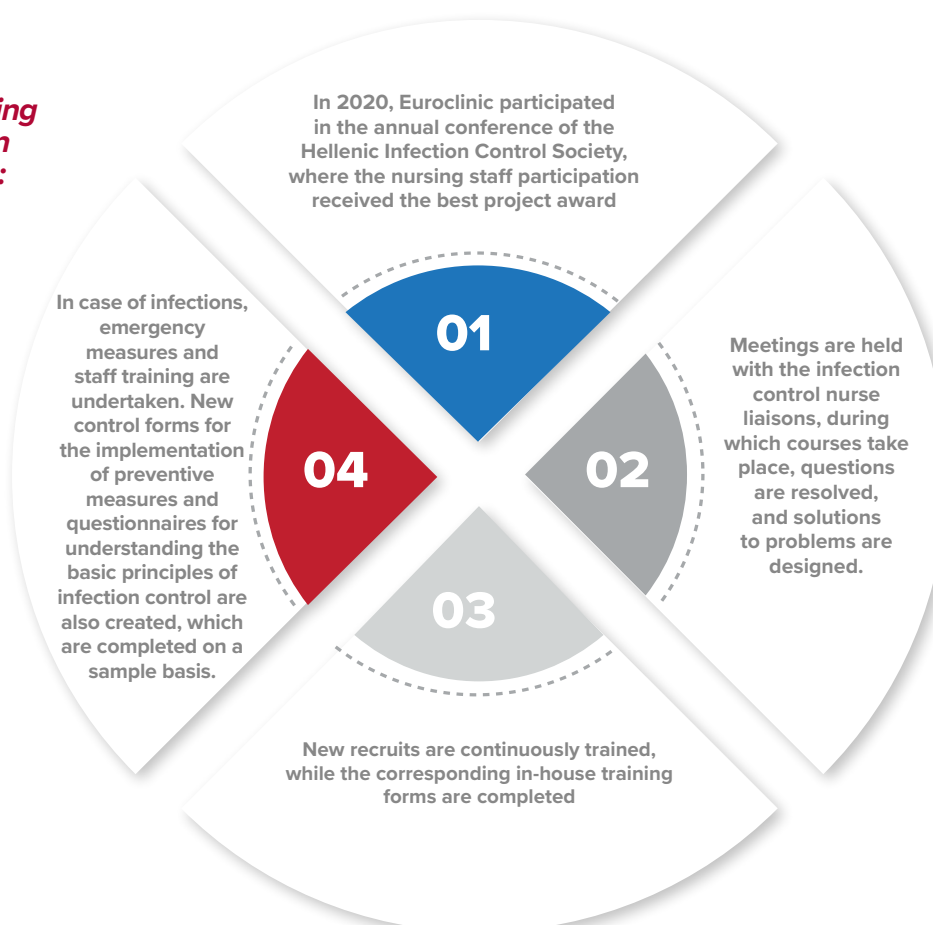 In 2020, Euroclinic participated
in the annual conference of the
Hellenic Infection Control Society,
where the nursing staff participation
received the best project award
01
Meetings are held
with the infection
control nurse
liaisons, during
which courses take
place, questions
are resolved,
and solutions
to problems are
designed.
02
03
New recruits are continuously trained,
while the corresponding in-house training
forms are completed
In case of infections,
emergency
measures and
staff training are
undertaken. New
control forms for
the implementation
of preventive
measures and
questionnaires for
understanding the
basic principles of
infection control are
also created, which
are completed on a
sample basis.
04